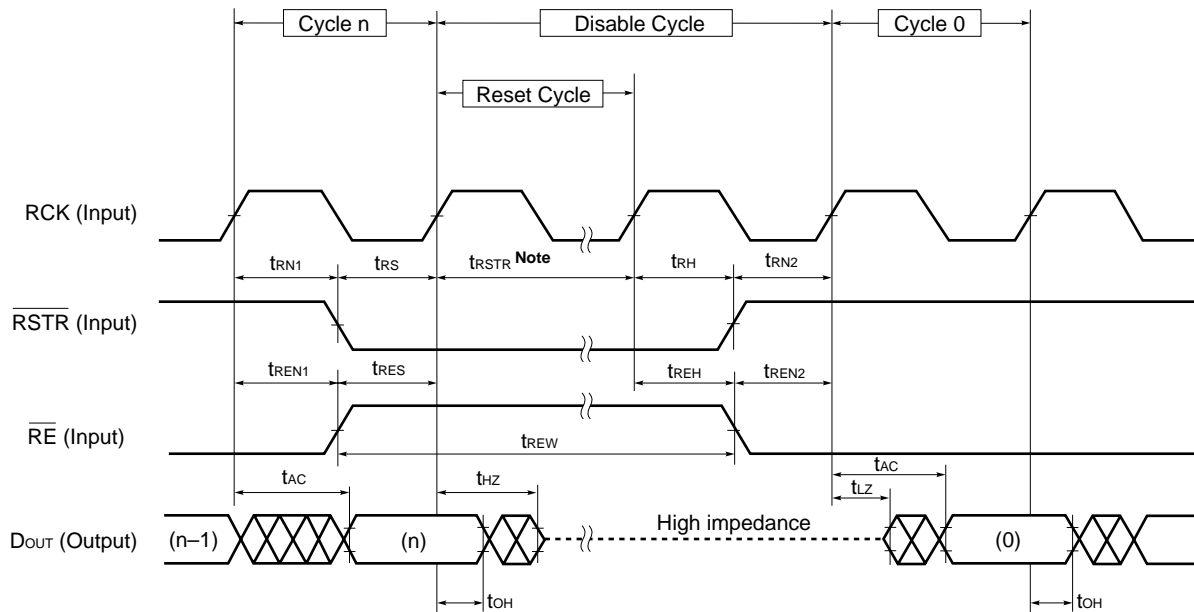 Cycle n Disable Cycle Cycle 0
Reset Cycle
RCK (Input)
tRN1 tRS tRSTR Note tRH tRN2
RSTR (Input)
tREN1 tRES tREH tREN2
RE (Input)
tREW
tAC tHZ tAC
tLZ
High impedance
DOUT (Output) (n–1) (n) (0)
tOH tOH